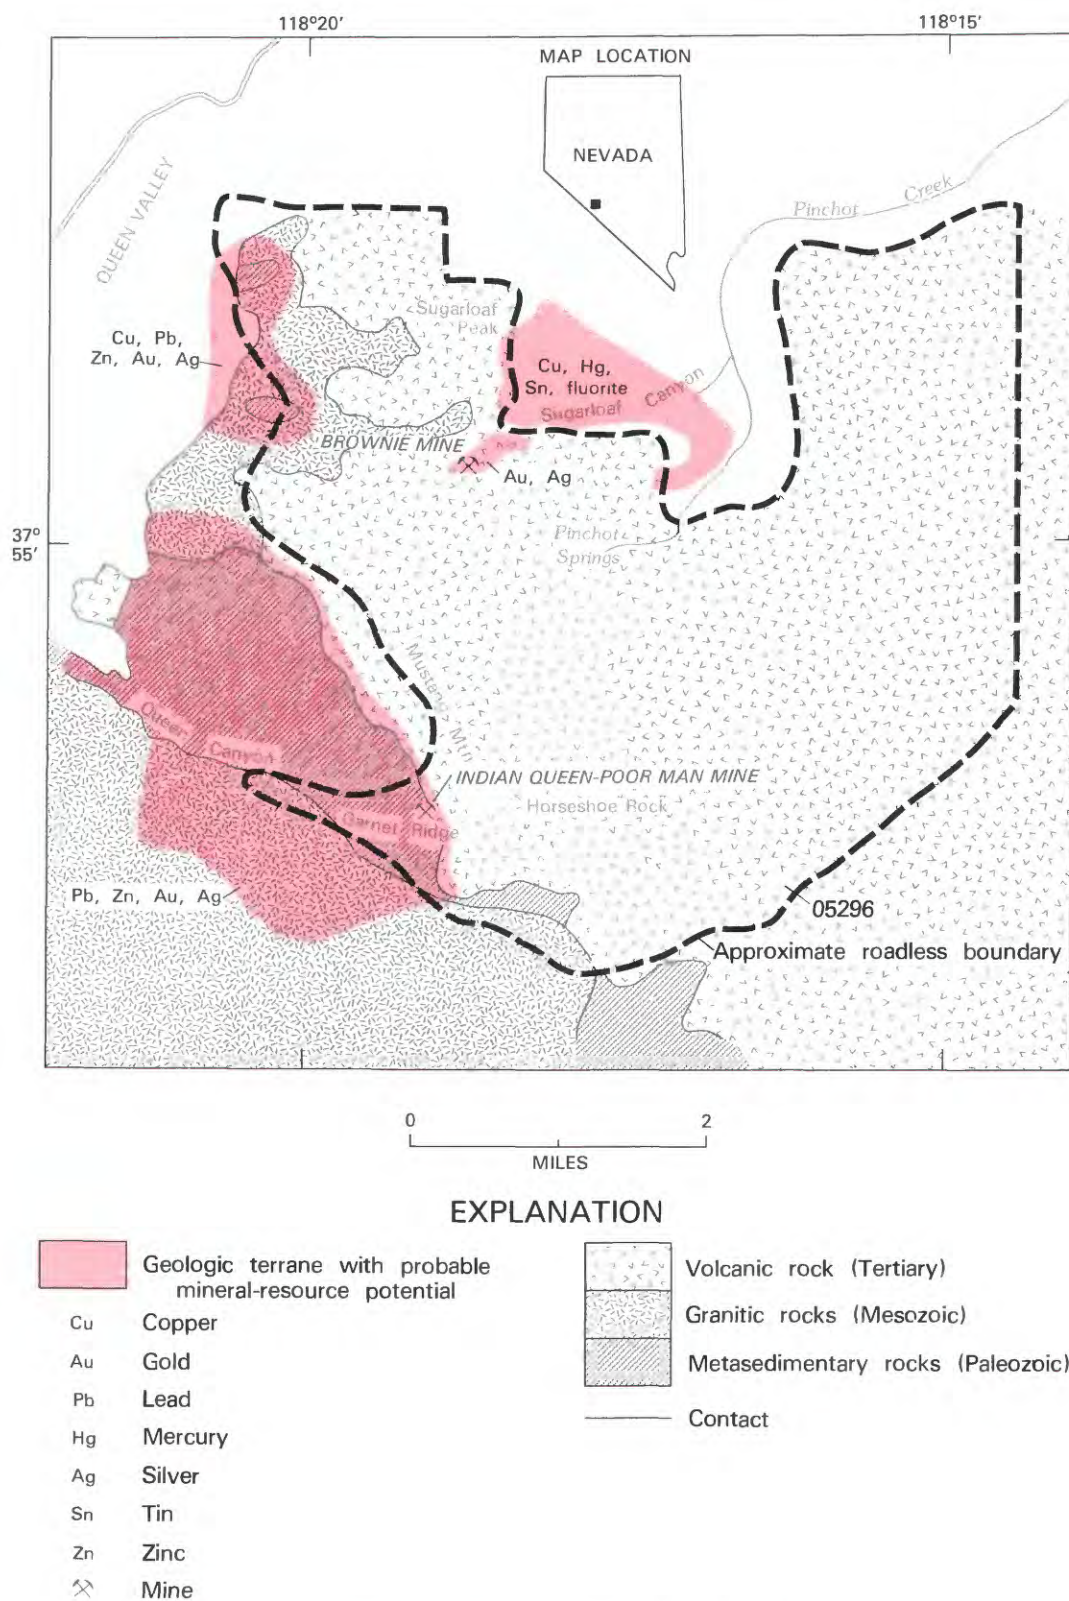 118°20'
118°15'
MAP LOCATION
NEVADA
QUEEN VALLEY
Pinchot Creek
Sugarloaf
Peak
Cu, Pb,
Zn, Au, Ag
Cu, Hg,
Sn, fluorite
Sugarloaf Canyon
BROWNIE MINE
Au, Ag
37°
55'
Pinchot
Springs
Mustang Mtn
Queen Canyon
INDIAN QUEEN-POOR MAN MINE
Horseshoe Rock
Garnet Ridge
Pb, Zn, Au, Ag
05296
Approximate roadless boundary
0 2
MILES
EXPLANATION
Geologic terrane with probable
mineral-resource potential
Cu Copper
Au Gold
Pb Lead
Hg Mercury
Ag Silver
Sn Tin
Zn Zinc
Mine
Volcanic rock (Tertiary)
Granitic rocks (Mesozoic)
Metasedimentary rocks (Paleozoic)
Contact